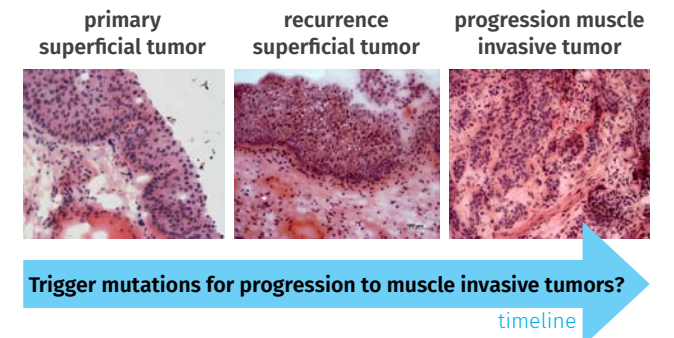 primary
superficial tumor
recurrence
superficial tumor
progression muscle
invasive tumor
Trigger mutations for progression to muscle invasive tumors?
timeline